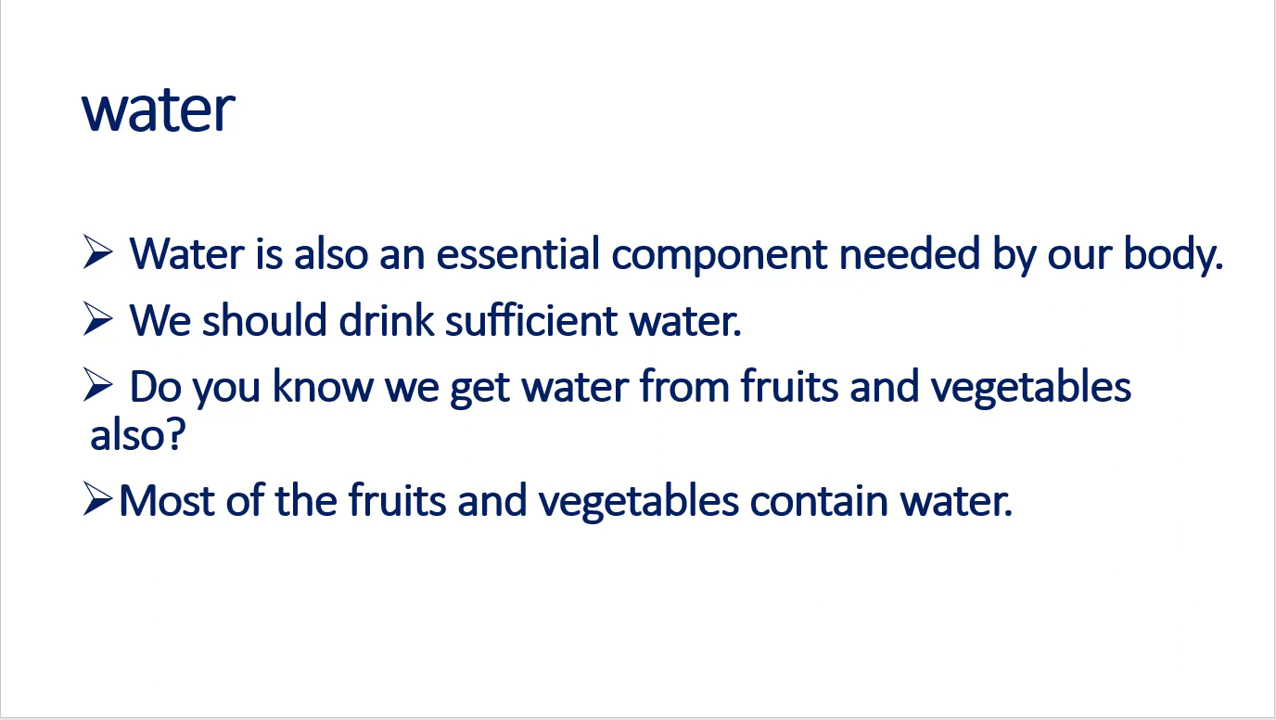 water
➢ Water is also an essential component needed by our body.
➢ We should drink sufficient water.
➢ Do you know we get water from fruits and vegetables
also?
➢Most of the fruits and vegetables contain water.